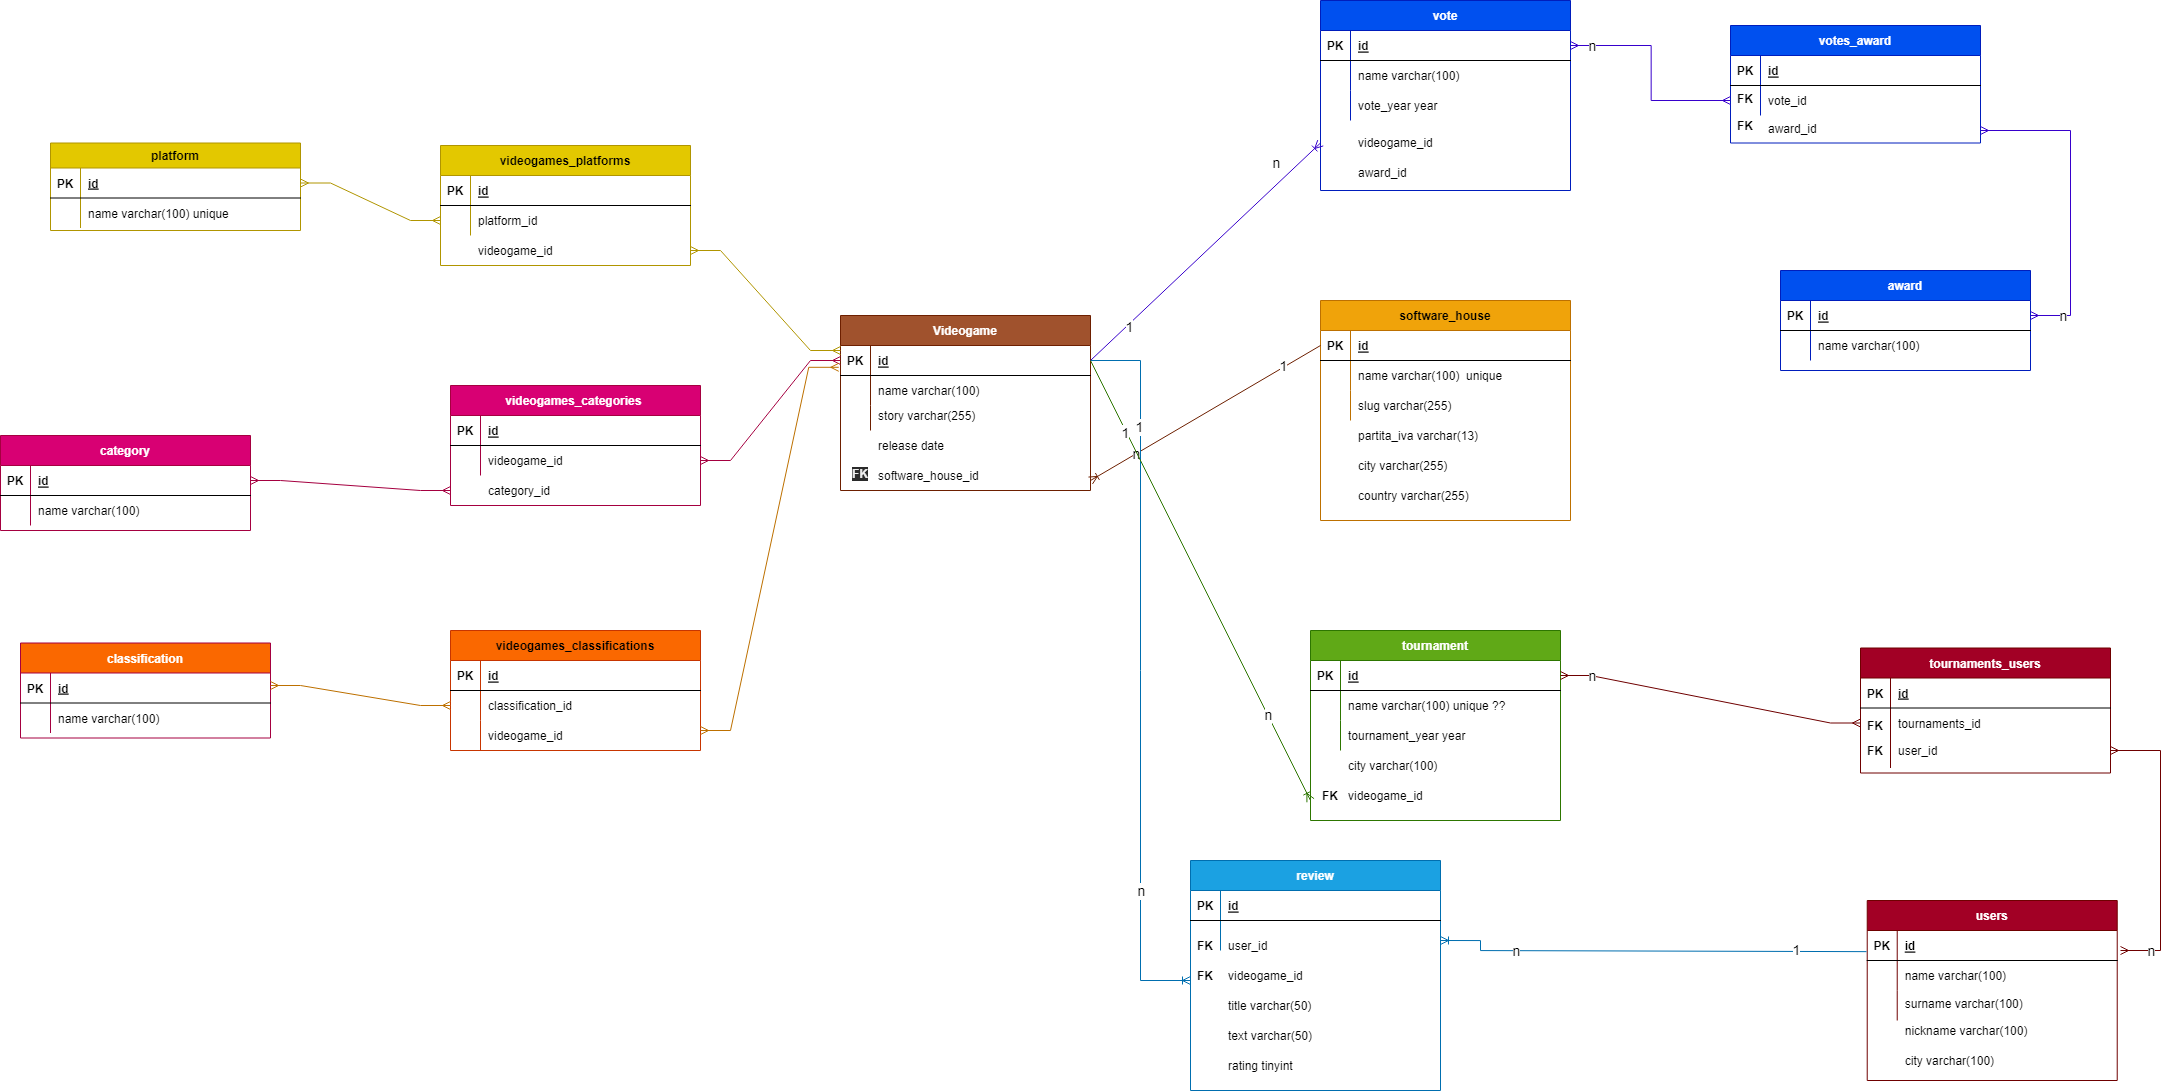 vote
PK id
name varchar(100)
vote_year year
videogame_id
award_id
n
votes_award
PK id
FK vote_id
FK award_id
n
award
PK id
name varchar(100)
platform
PK id
name varchar(100) unique
videogames_platforms
PK id
platform_id
videogame_id
n
1
Videogame
PK id
name varchar(100)
story varchar(255)
release date
FK software_house_id
software_house
PK id
name varchar(100) unique
slug varchar(255)
partita_iva varchar(13)
city varchar(255)
country varchar(255)
1
n
1
1
category
PK id
name varchar(100)
videogames_categories
PK id
videogame_id
category_id
classification
PK id
name varchar(100)
videogames_classifications
PK id
classification_id
videogame_id
n
tournament
PK id
name varchar(100) unique ??
tournament_year year
city varchar(100)
FK videogame_id
n
tournaments_users
PK id
FK tournaments_id
FK user_id
n
review
PK id
FK user_id
FK videogame_id
title varchar(50)
text varchar(50)
rating tinyint
n
1
users
PK id
name varchar(100)
surname varchar(100)
nickname varchar(100)
city varchar(100)
n